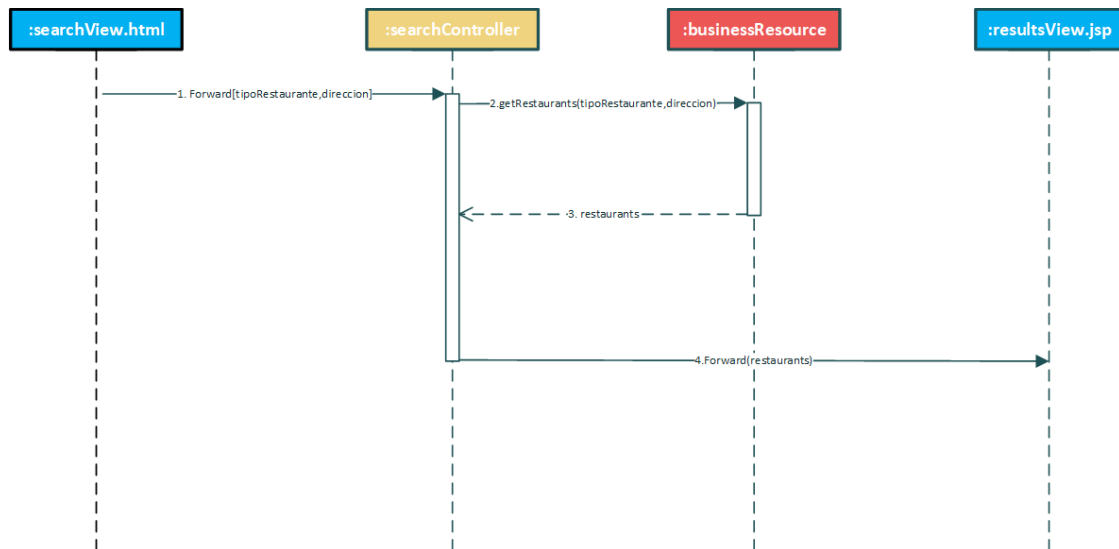 :searchView.html
:searchController
:businessResource
:resultsView.jsp
1. Forward[tipoRestaurante,direccion]
2.getRestaurants(tipoRestaurante,direccion)
3. restaurants
4.Forward(restaurants)